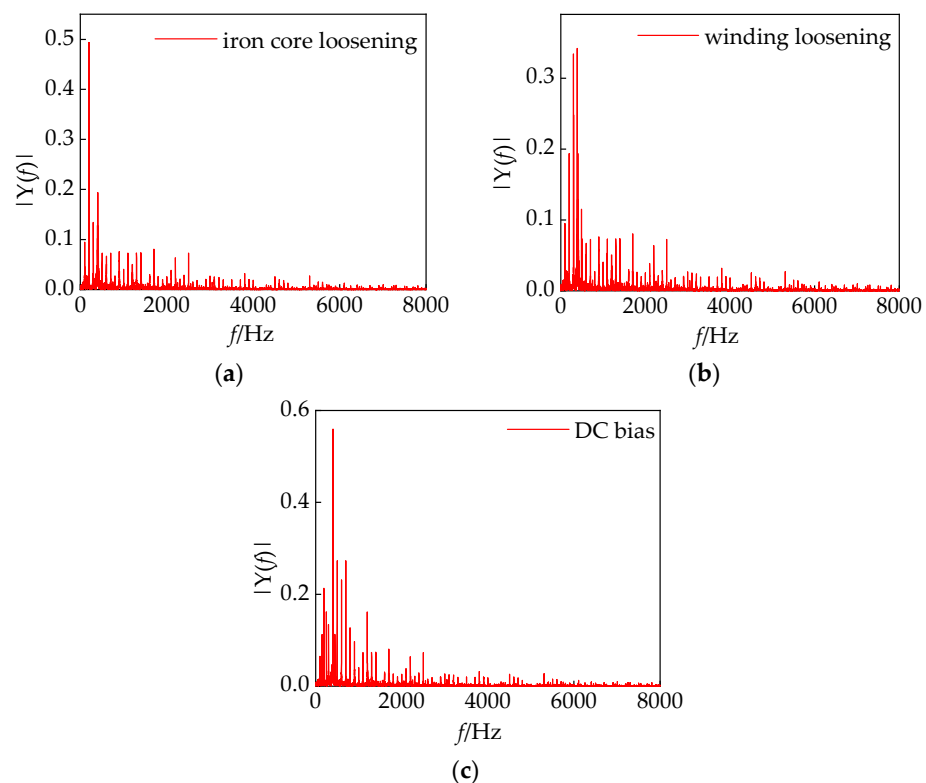 iron core loosening
0.5
0.4
0.3
0.2
0.1
0.0
|Y(f)|
0 2000 4000 6000 8000
f/Hz
(a)
winding loosening
0.3
0.2
0.1
0.0
|Y(f)|
0 2000 4000 6000 8000
f/Hz
(b)
DC bias
0.6
0.4
0.2
0.0
|Y(f)|
0 2000 4000 6000 8000
f/Hz
(c)